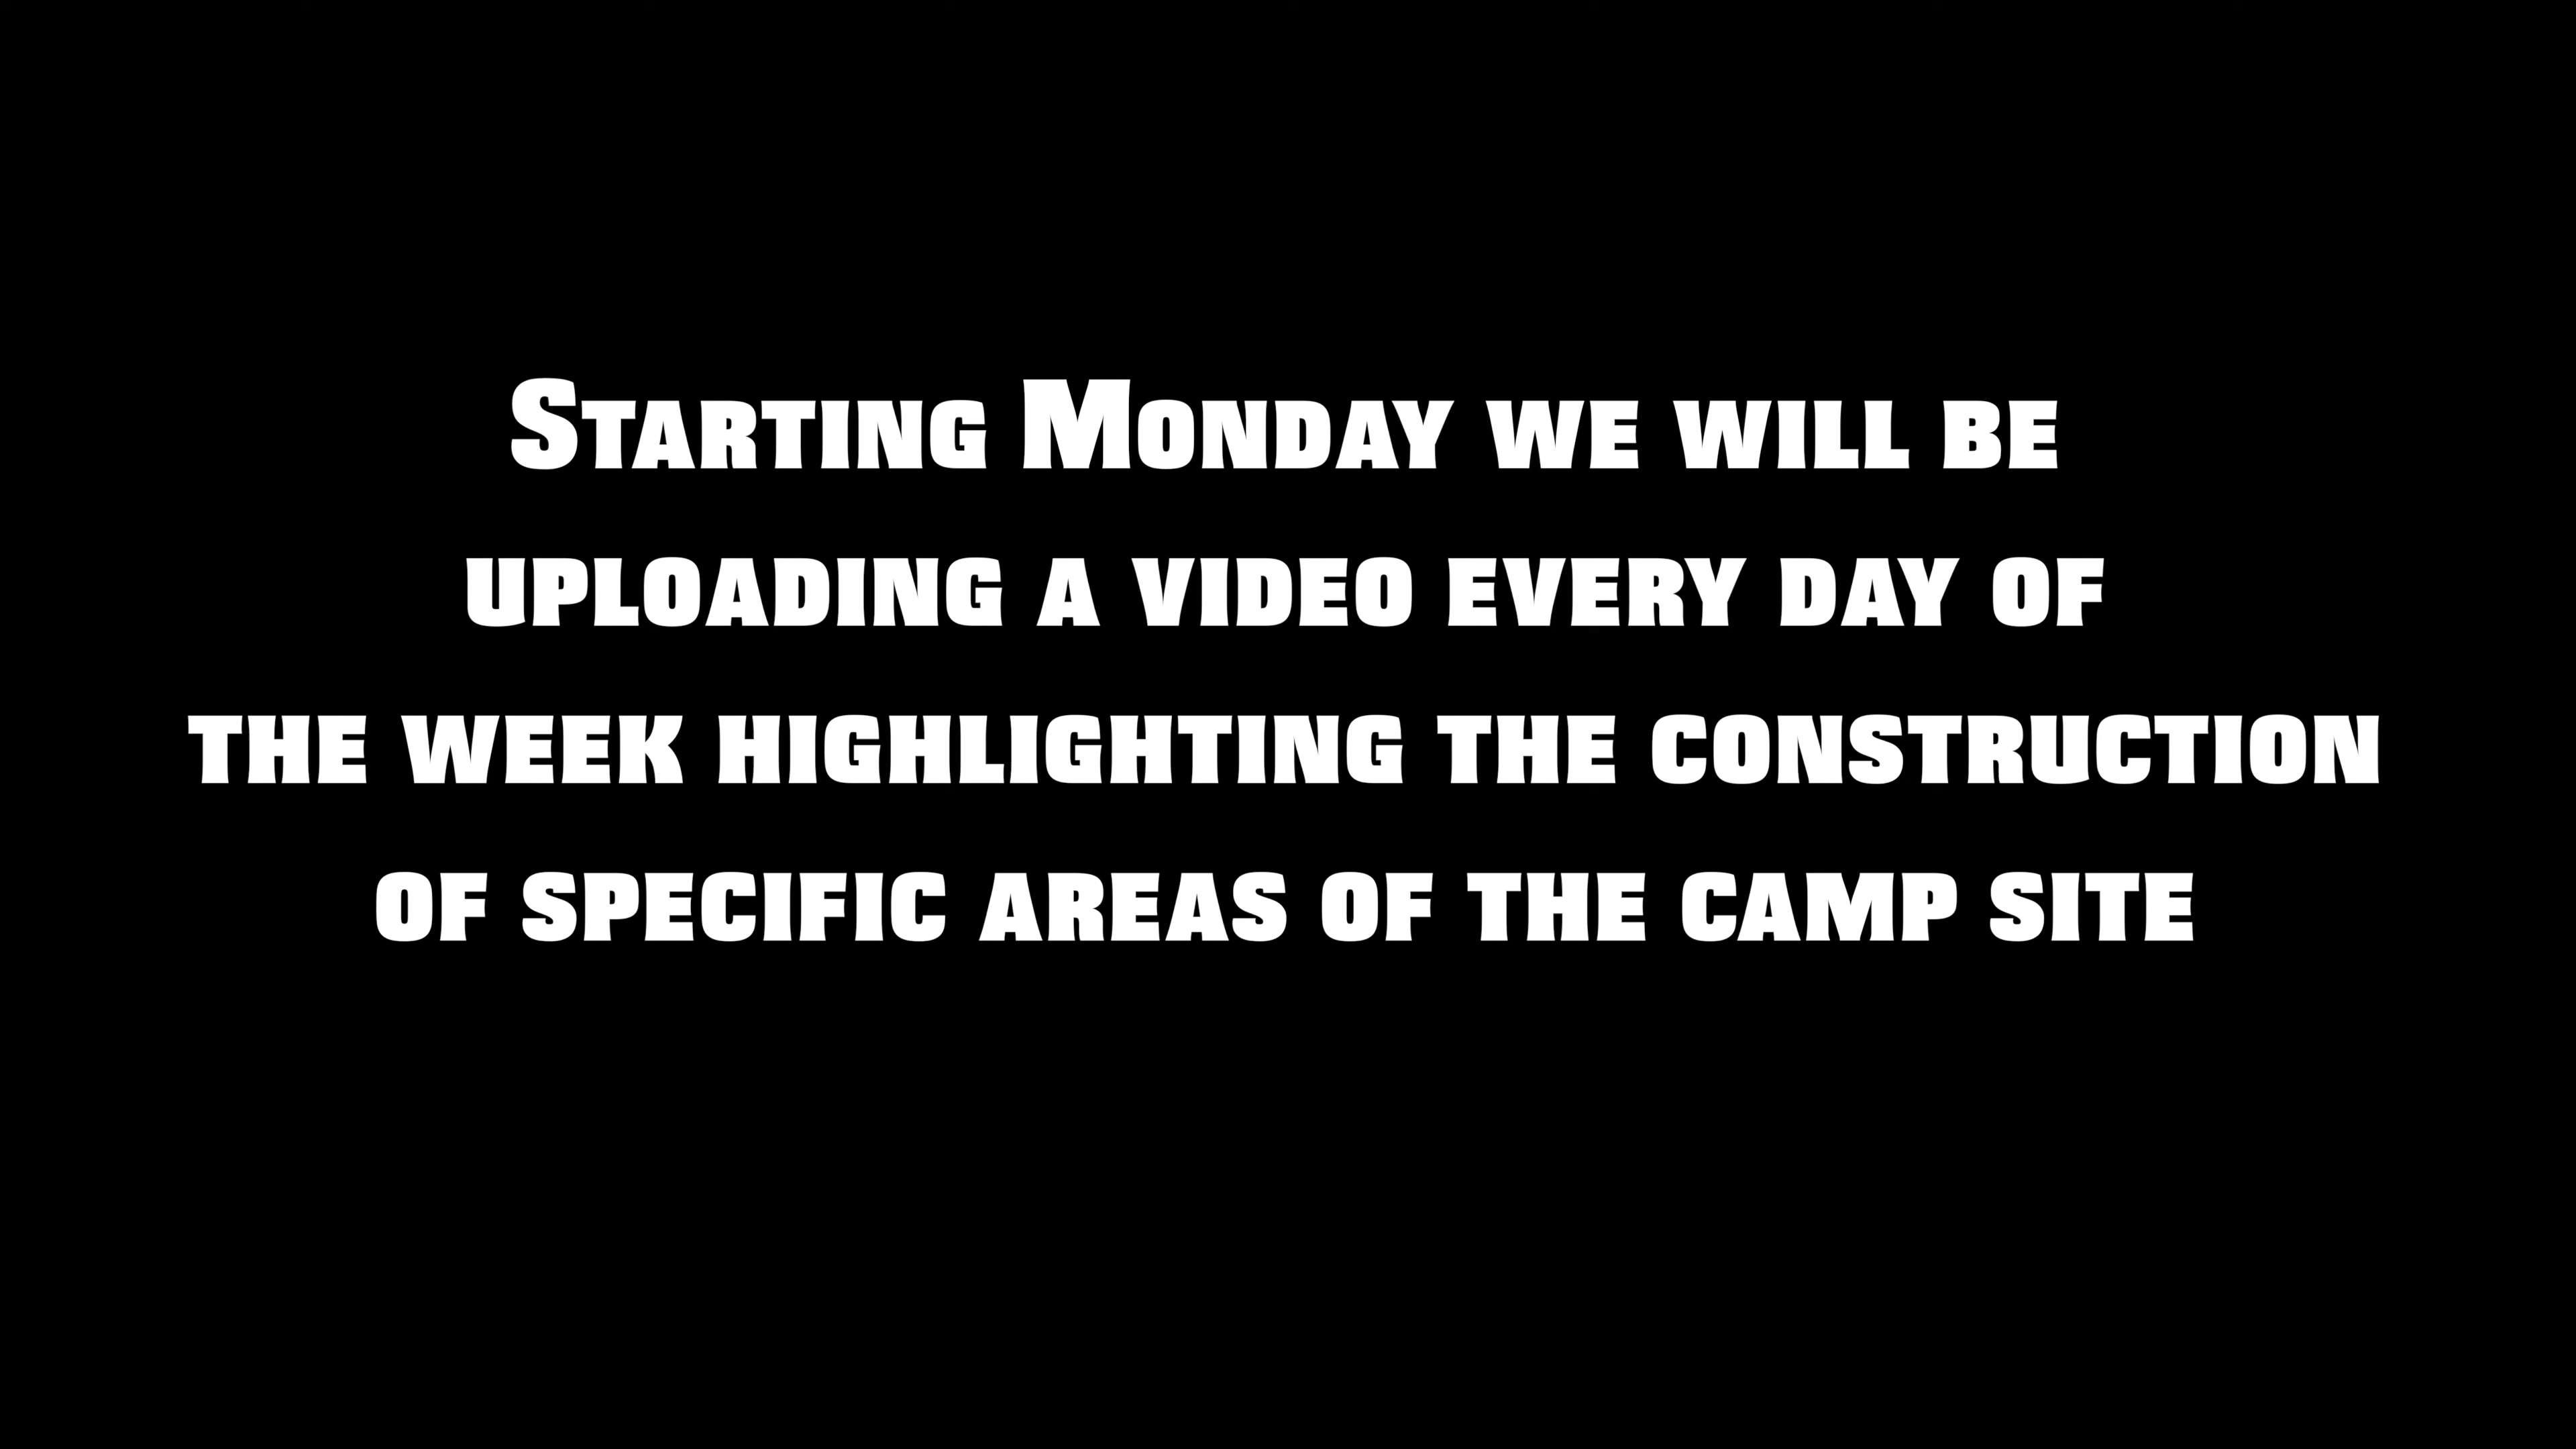 Starting Monday we will be
uploading a video every day of
the week highlighting the construction
of specific areas of the camp site